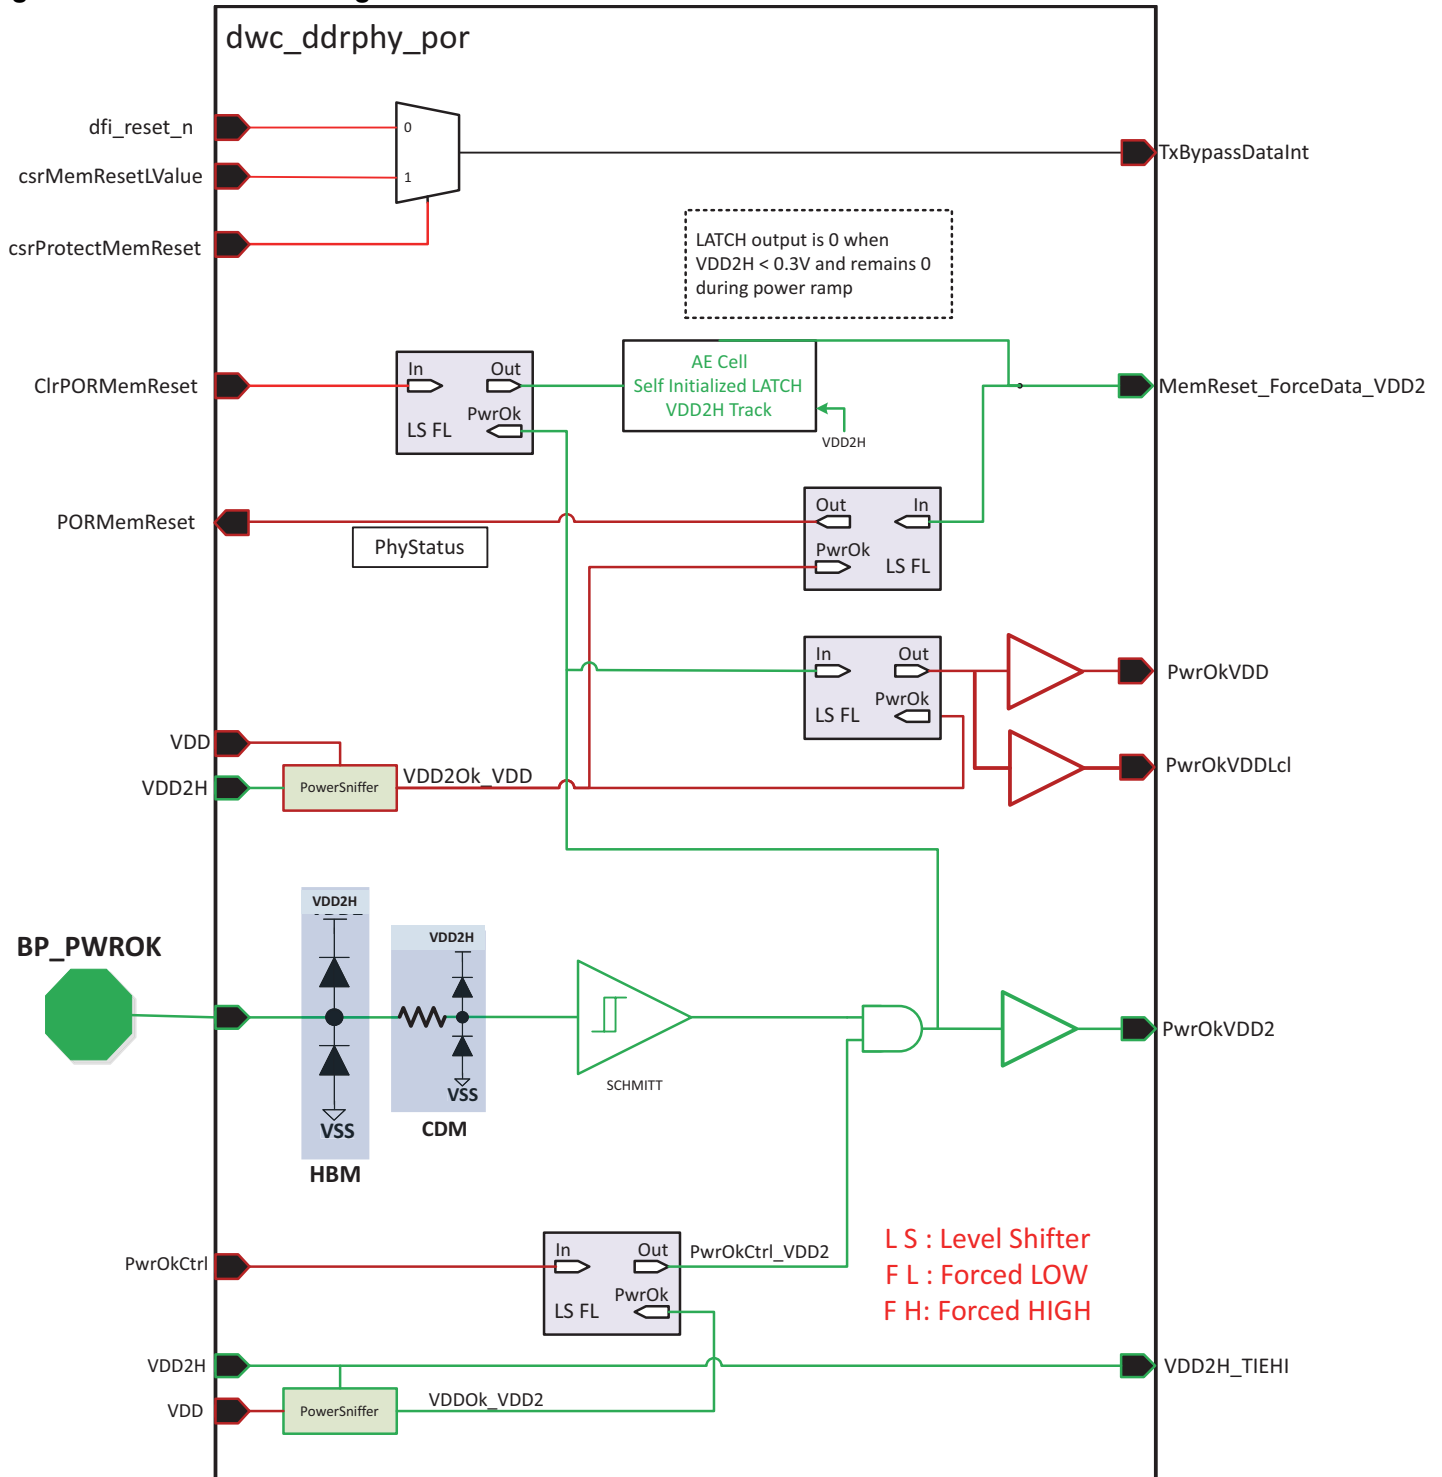 dwc_ddrphy_por
dfi_reset_n
0
TxBypassDataInt
csrMemResetLValue
1
csrProtectMemReset
LATCH output is 0 when
VDD2H < 0.3V and remains 0
during power ramp
ClrPORMemReset
In
Out
PwrOk
LS FL
AE Cell
Self Initialized LATCH
VDD2H Track
VDD2H
MemReset_ForceData_VDD2
PORMemReset
PhyStatus
Out
In
PwrOk
LS FL
In
Out
PwrOk
LS FL
PwrOkVDD
PwrOkVDDLcl
VDD
VDD2H
PowerSniffer
VDD2Ok_VDD
BP_PWROK
VDD2H
VSS
HBM
VDD2H
VSS
CDM
SCHMITT
PwrOkVDD2
PwrOkCtrl
In
Out
PwrOk
LS FL
PwrOkCtrl_VDD2
L S : Level Shifter
F L : Forced LOW
F H: Forced HIGH
VDD2H
VDD2H_TIEHI
VDD
PowerSniffer
VDDOk_VDD2